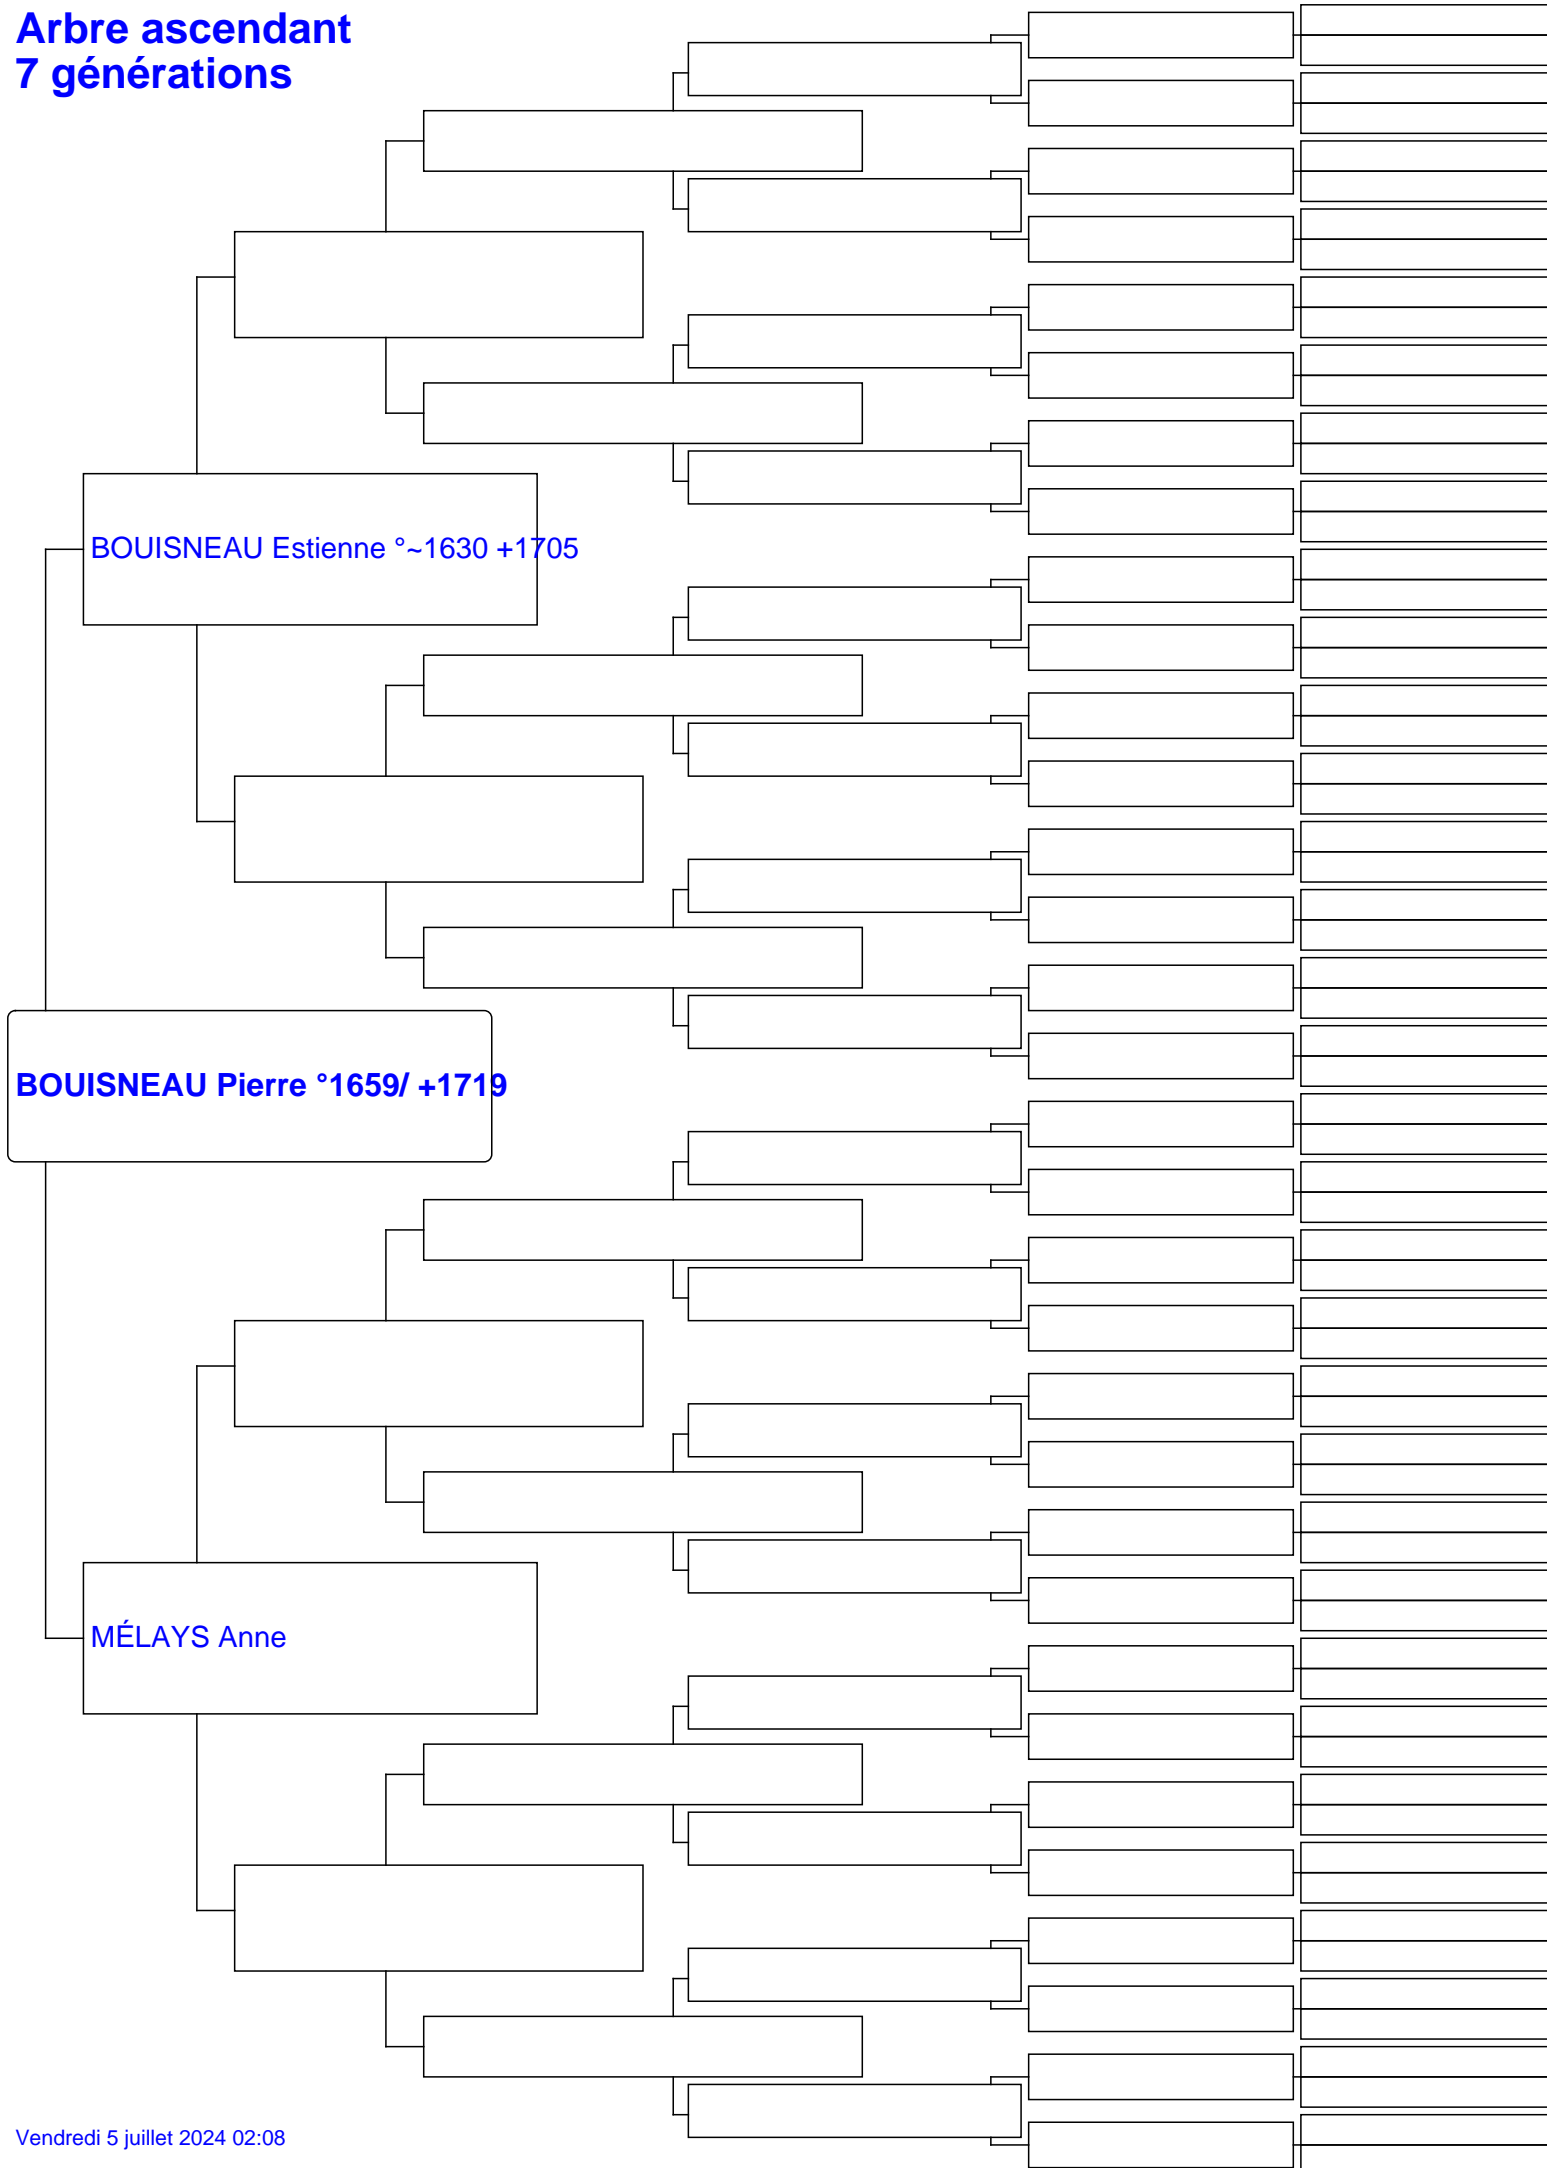 Arbre ascendant
7 générations
BOUISNEAU Estienne °~1630 +1705
BOUISNEAU Pierre °1659/ +1719
MÉLAYS Anne
Vendredi 5 juillet 2024 02:08